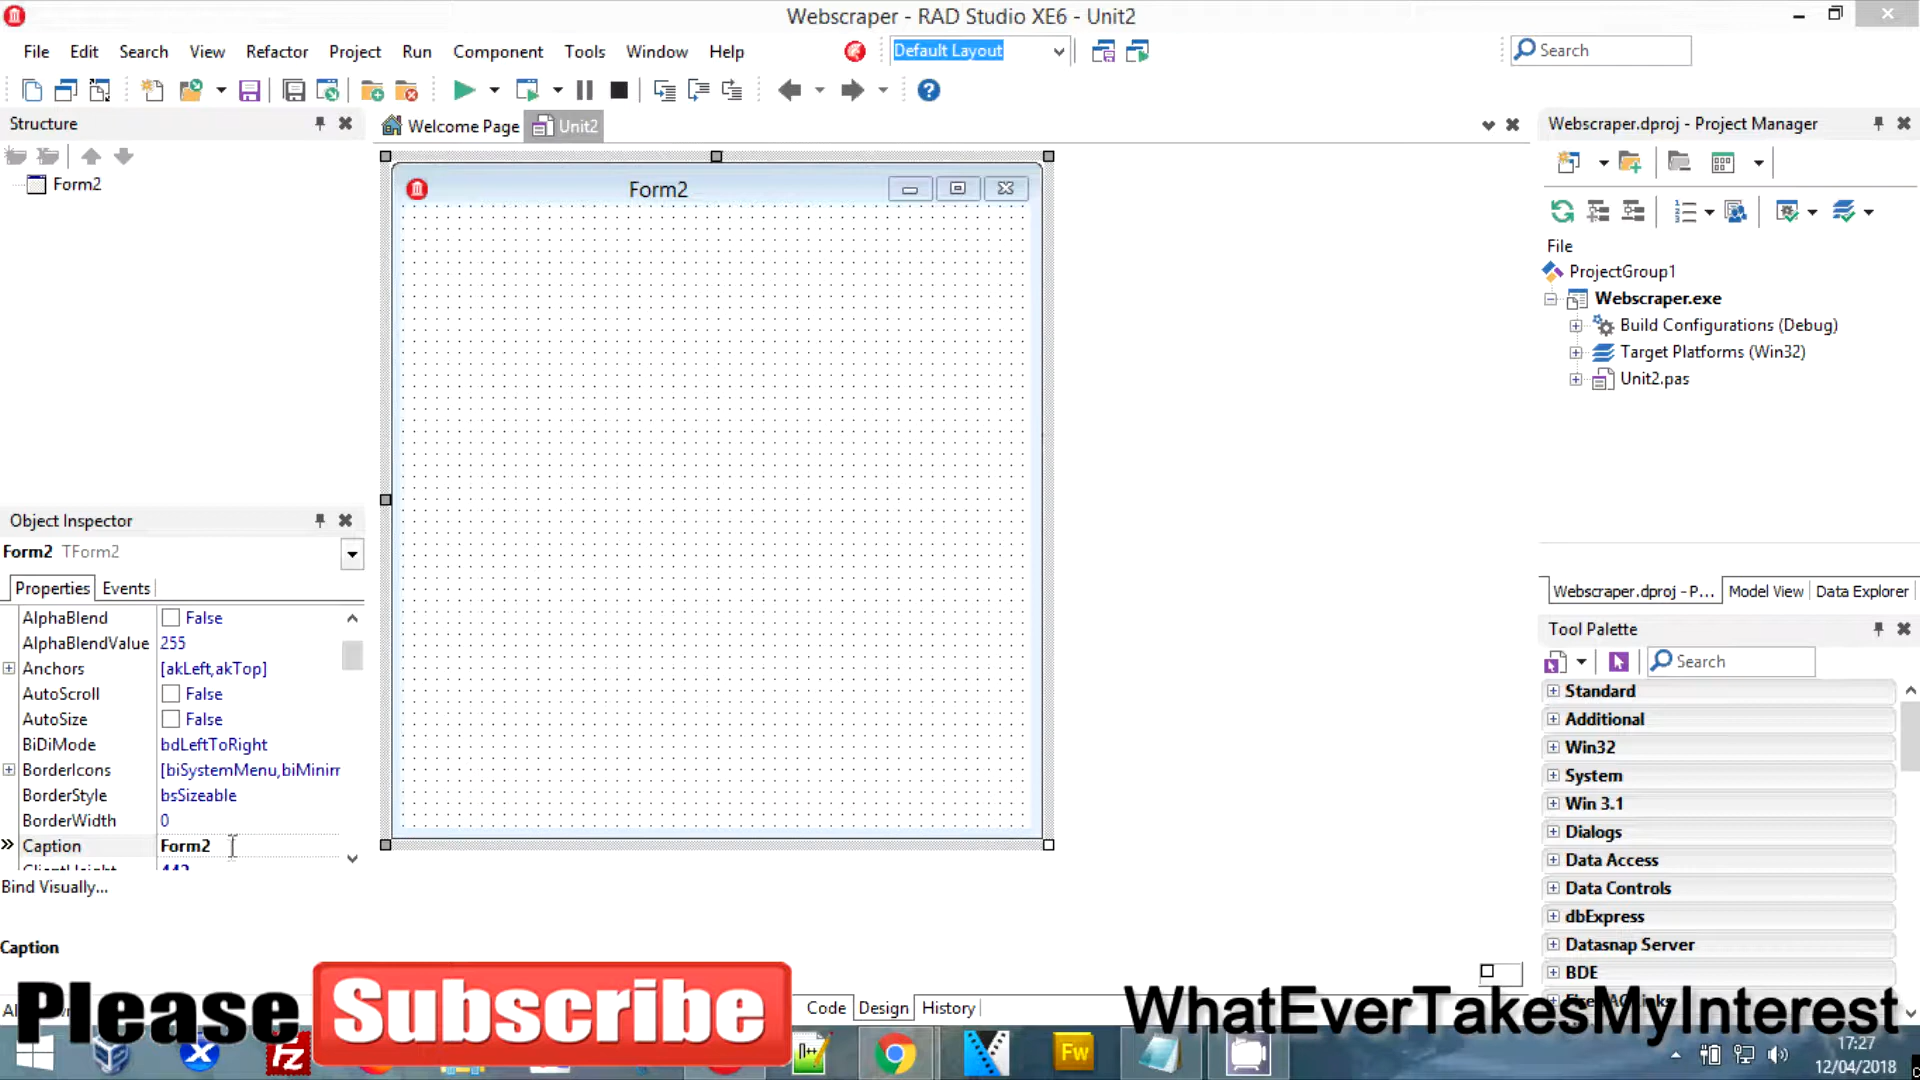 Webscraper - RAD Studio XE6 - Unit2
File Edit Search View Refactor Project Run Component Tools Window Help
Default Layout
Search
Structure
Welcome Page
Unit2
Webscraper.dproj - Project Manager
Form2
Form2
File
ProjectGroup1
Webscraper.exe
Build Configurations (Debug)
Target Platforms (Win32)
Unit2.pas
Object Inspector
Form2 TForm2
Properties Events
AlphaBlend False
AlphaBlendValue 255
Anchors [akLeft,akTop]
AutoScroll False
AutoSize False
BiDiMode bdLeftToRight
BorderIcons [biSystemMenu,biMinim
BorderStyle bsSizeable
BorderWidth 0
Caption Form2
ClientHeight 442
Bind Visually...
Caption
Webscraper.dproj - P... Model View Data Explorer
Tool Palette
Search
Standard
Additional
Win32
System
Win 3.1
Dialogs
Data Access
Data Controls
dbExpress
Datasnap Server
BDE
Code Design History
Please Subscribe
WhatEverTakesMyInterest
Fw
17:27
12/04/2018